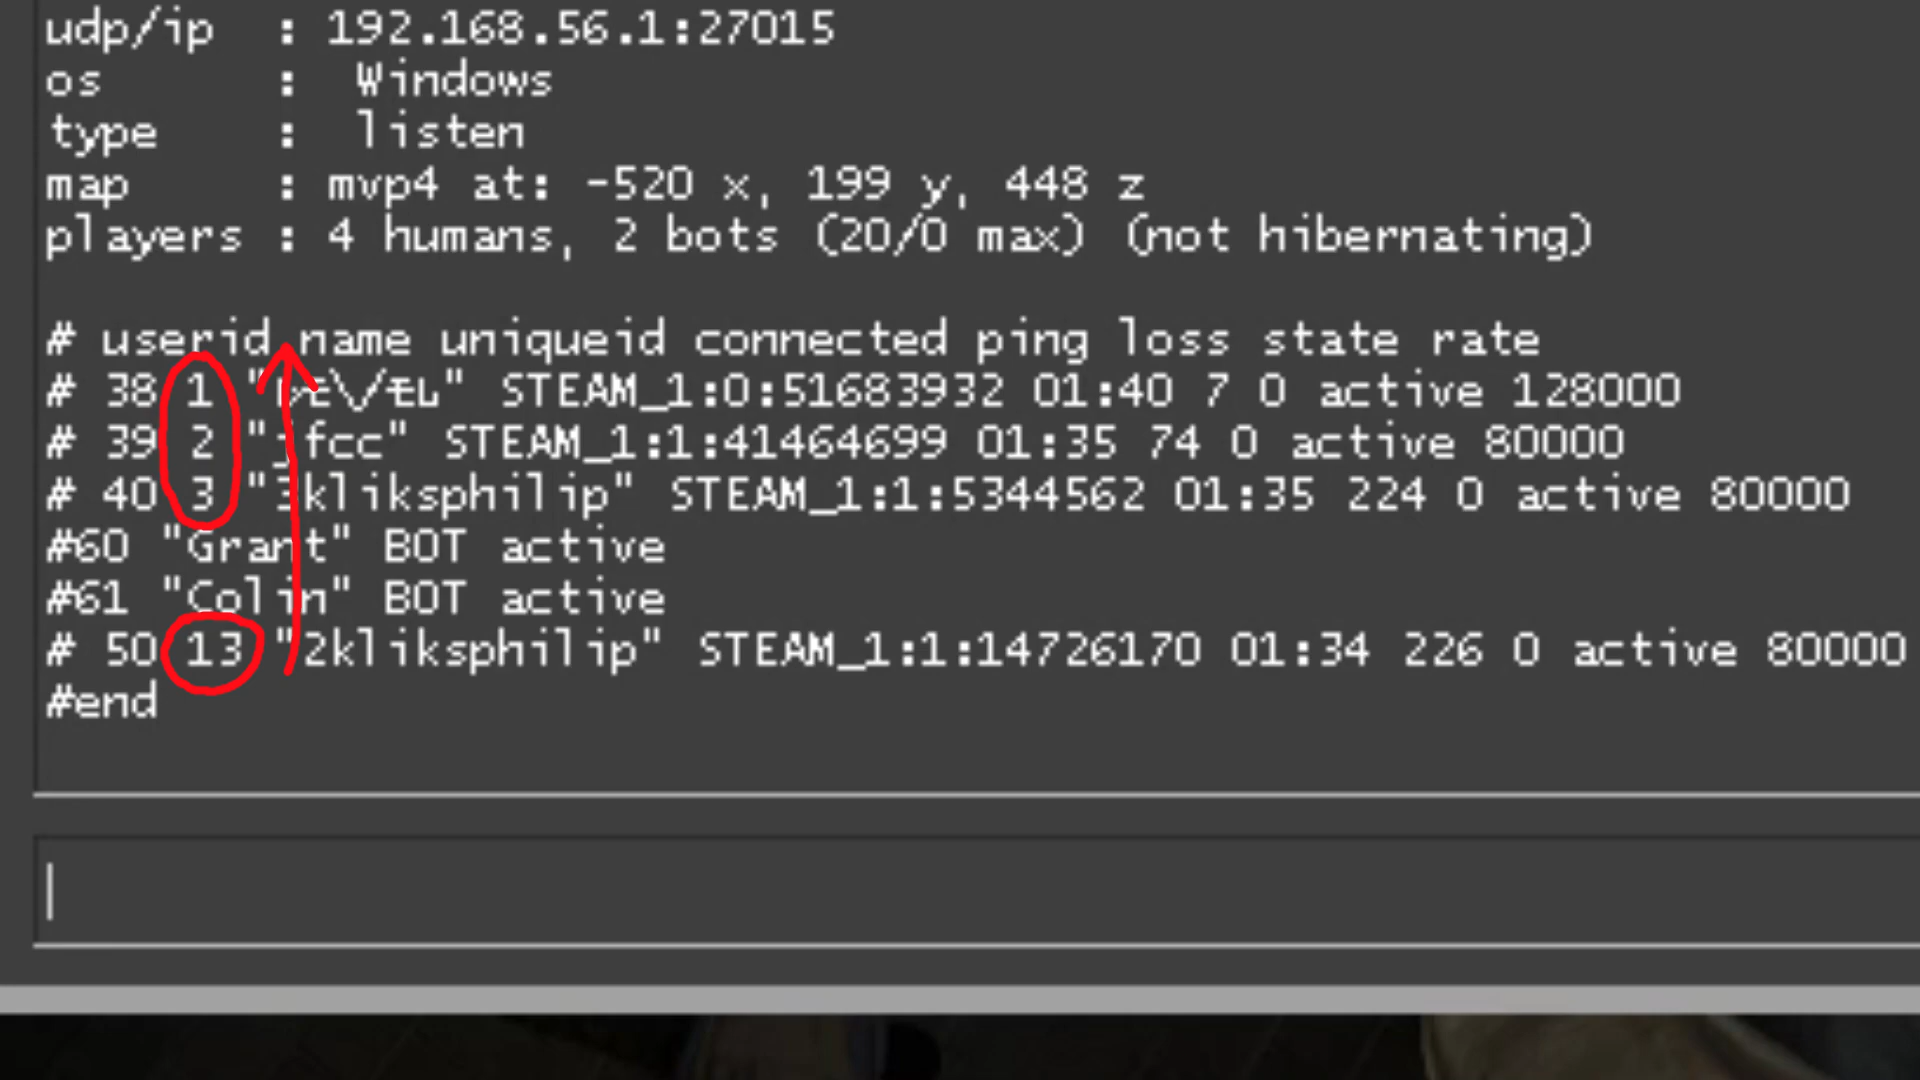 udp/ip : 192.168.56.1:27015
os : Windows
type : listen
map : mvp4 at: -520 x, 199 y, 448 z
players : 4 humans, 2 bots (20/0 max) (not hibernating)
# userid name uniqueid connected ping loss state rate
# 38 1 STEAM_1:0:51683932 01:40 7 0 active 128000
# 39 2 "jfcc" STEAM_1:1:41464699 01:35 74 0 active 80000
# 40 3 "3kliksphilip" STEAM_1:1:5344562 01:35 224 0 active 80000
#60 "Grant" BOT active
#61 "Colin" BOT active
# 50 13 "2kliksphilip" STEAM_1:1:14726170 01:34 226 0 active 80000
#end